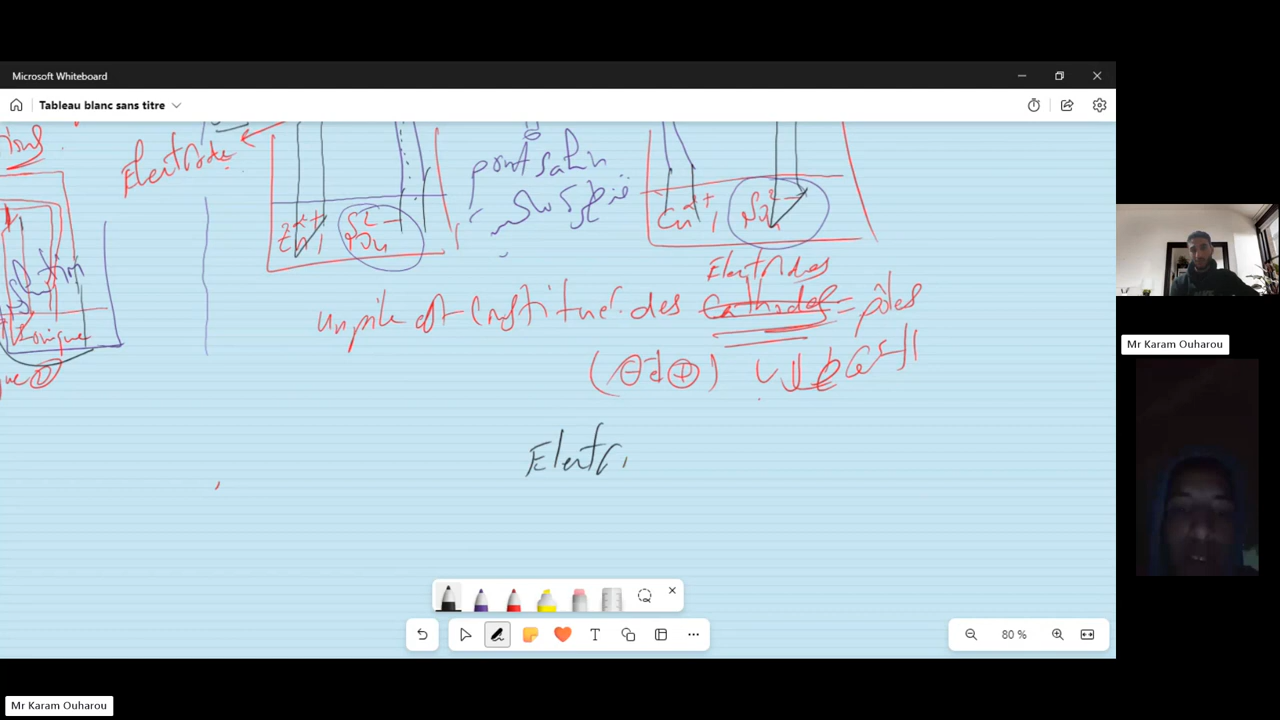 Microsoft Whiteboard
Tableau blanc sans titre
Electrode
pont salin
Zn2+, SO42-
Cu2+, SO42-
Electrodes
Un pile est constitué des Cathodes = pôles
(⊖ et ⊕)
ionique
Electr
80 %
Mr Karam Ouharou
Mr Karam Ouharou